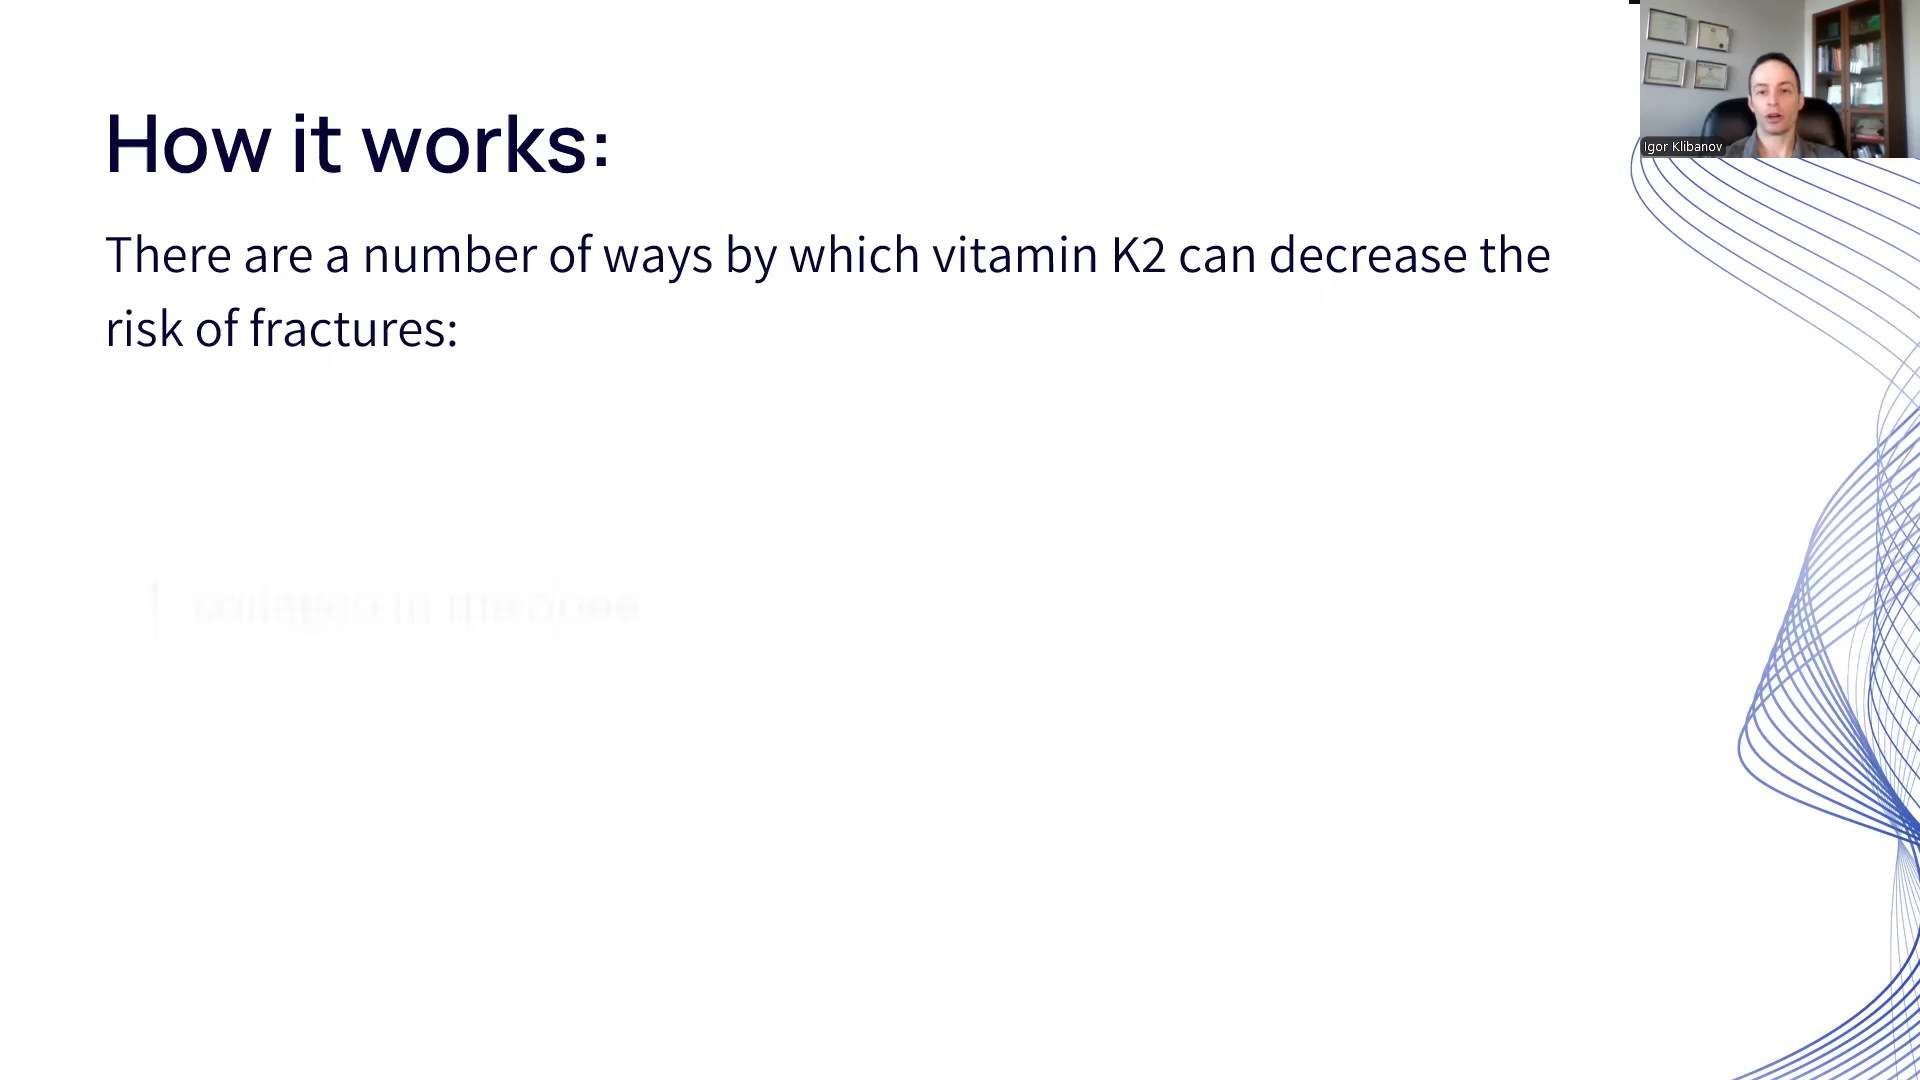 How it works:
There are a number of ways by which vitamin K2 can decrease the
risk of fractures:
Igor Klibanov